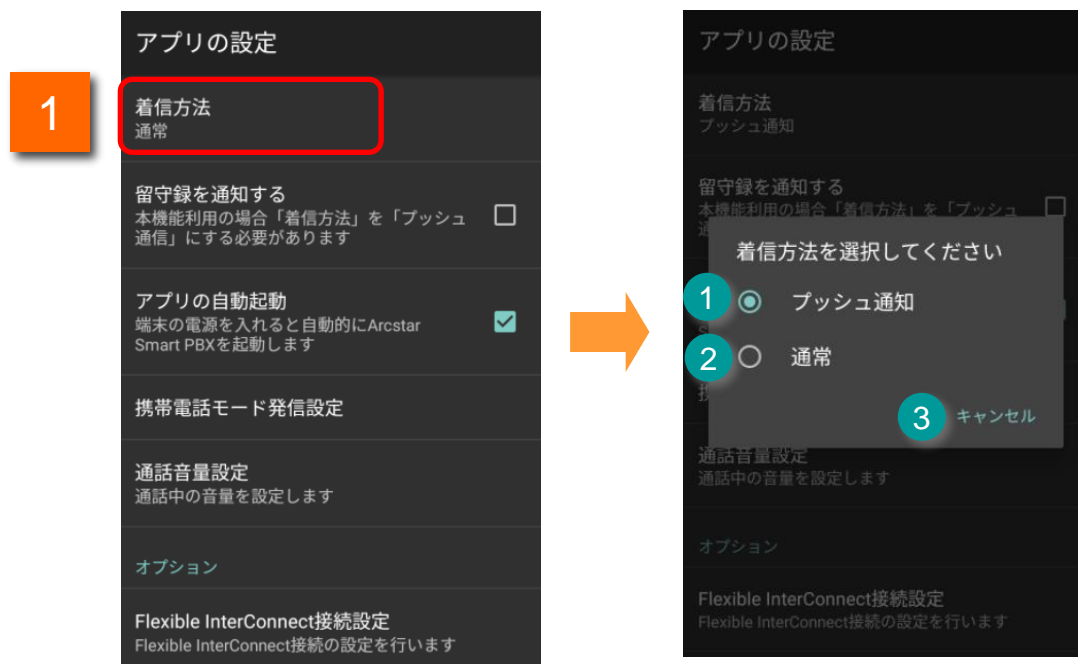 1
アプリの設定
着信方法
通常
留守録を通知する
本機能利用の場合「着信方法」を「プッシュ
通信」にする必要があります
アプリの自動起動
端末の電源を入れると自動的にArcstar
Smart PBXを起動します
携帯電話モード発信設定
通話音量設定
通話中の音量を設定します
オプション
Flexible InterConnect接続設定
Flexible InterConnect接続の設定を行います
アプリの設定
着信方法
プッシュ通知
留守録を通知する
本機能利用の場合「着信方法」を「プッシュ
通
着信方法を選択してください
1 プッシュ通知
2 通常
3 キャンセル
通話音量設定
通話中の音量を設定します
オプション
Flexible InterConnect接続設定
Flexible InterConnect接続の設定を行います